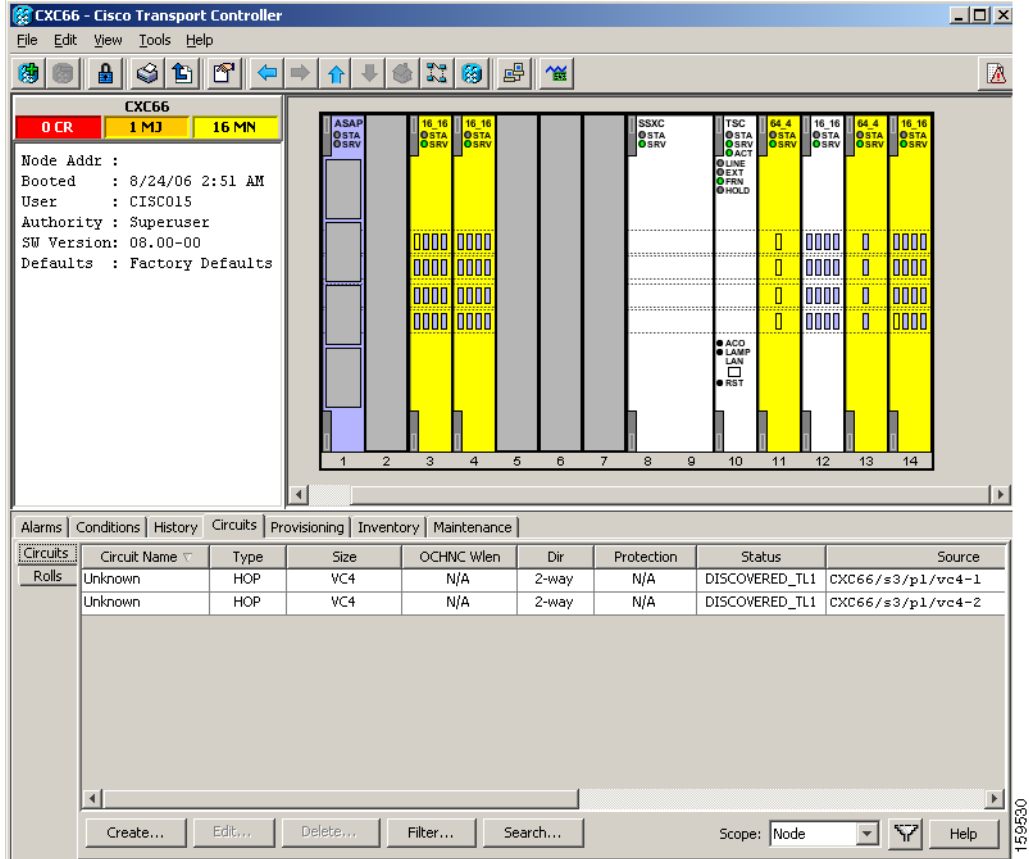 CXC66 - Cisco Transport Controller
File Edit View Tools Help
CXC66
0 CR 1 MJ 16 MN
Node Addr :
Booted : 8/24/06 2:51 AM
User : CISCO15
Authority : Superuser
SW Version: 08.00-00
Defaults : Factory Defaults
ASAP 16_16 16_16 SSXC TSC 64_4 16_16 64_4 16_16
STA STA STA STA STA STA STA STA STA
SRV SRV SRV SRV SRV SRV SRV SRV SRV
ACT
LINE
EXT
FRN
HOLD
ACO
LAMP
LAN
RST
1 2 3 4 5 6 7 8 9 10 11 12 13 14
Alarms Conditions History Circuits Provisioning Inventory Maintenance
Circuits
Rolls
Circuit Name Type Size OCHNC Wlen Dir Protection Status Source
Unknown HOP VC4 N/A 2-way N/A DISCOVERED_TL1 CXC66/s3/p1/vc4-1
Unknown HOP VC4 N/A 2-way N/A DISCOVERED_TL1 CXC66/s3/p1/vc4-2
Create... Edit... Delete... Filter... Search... Scope: Node Help
159530